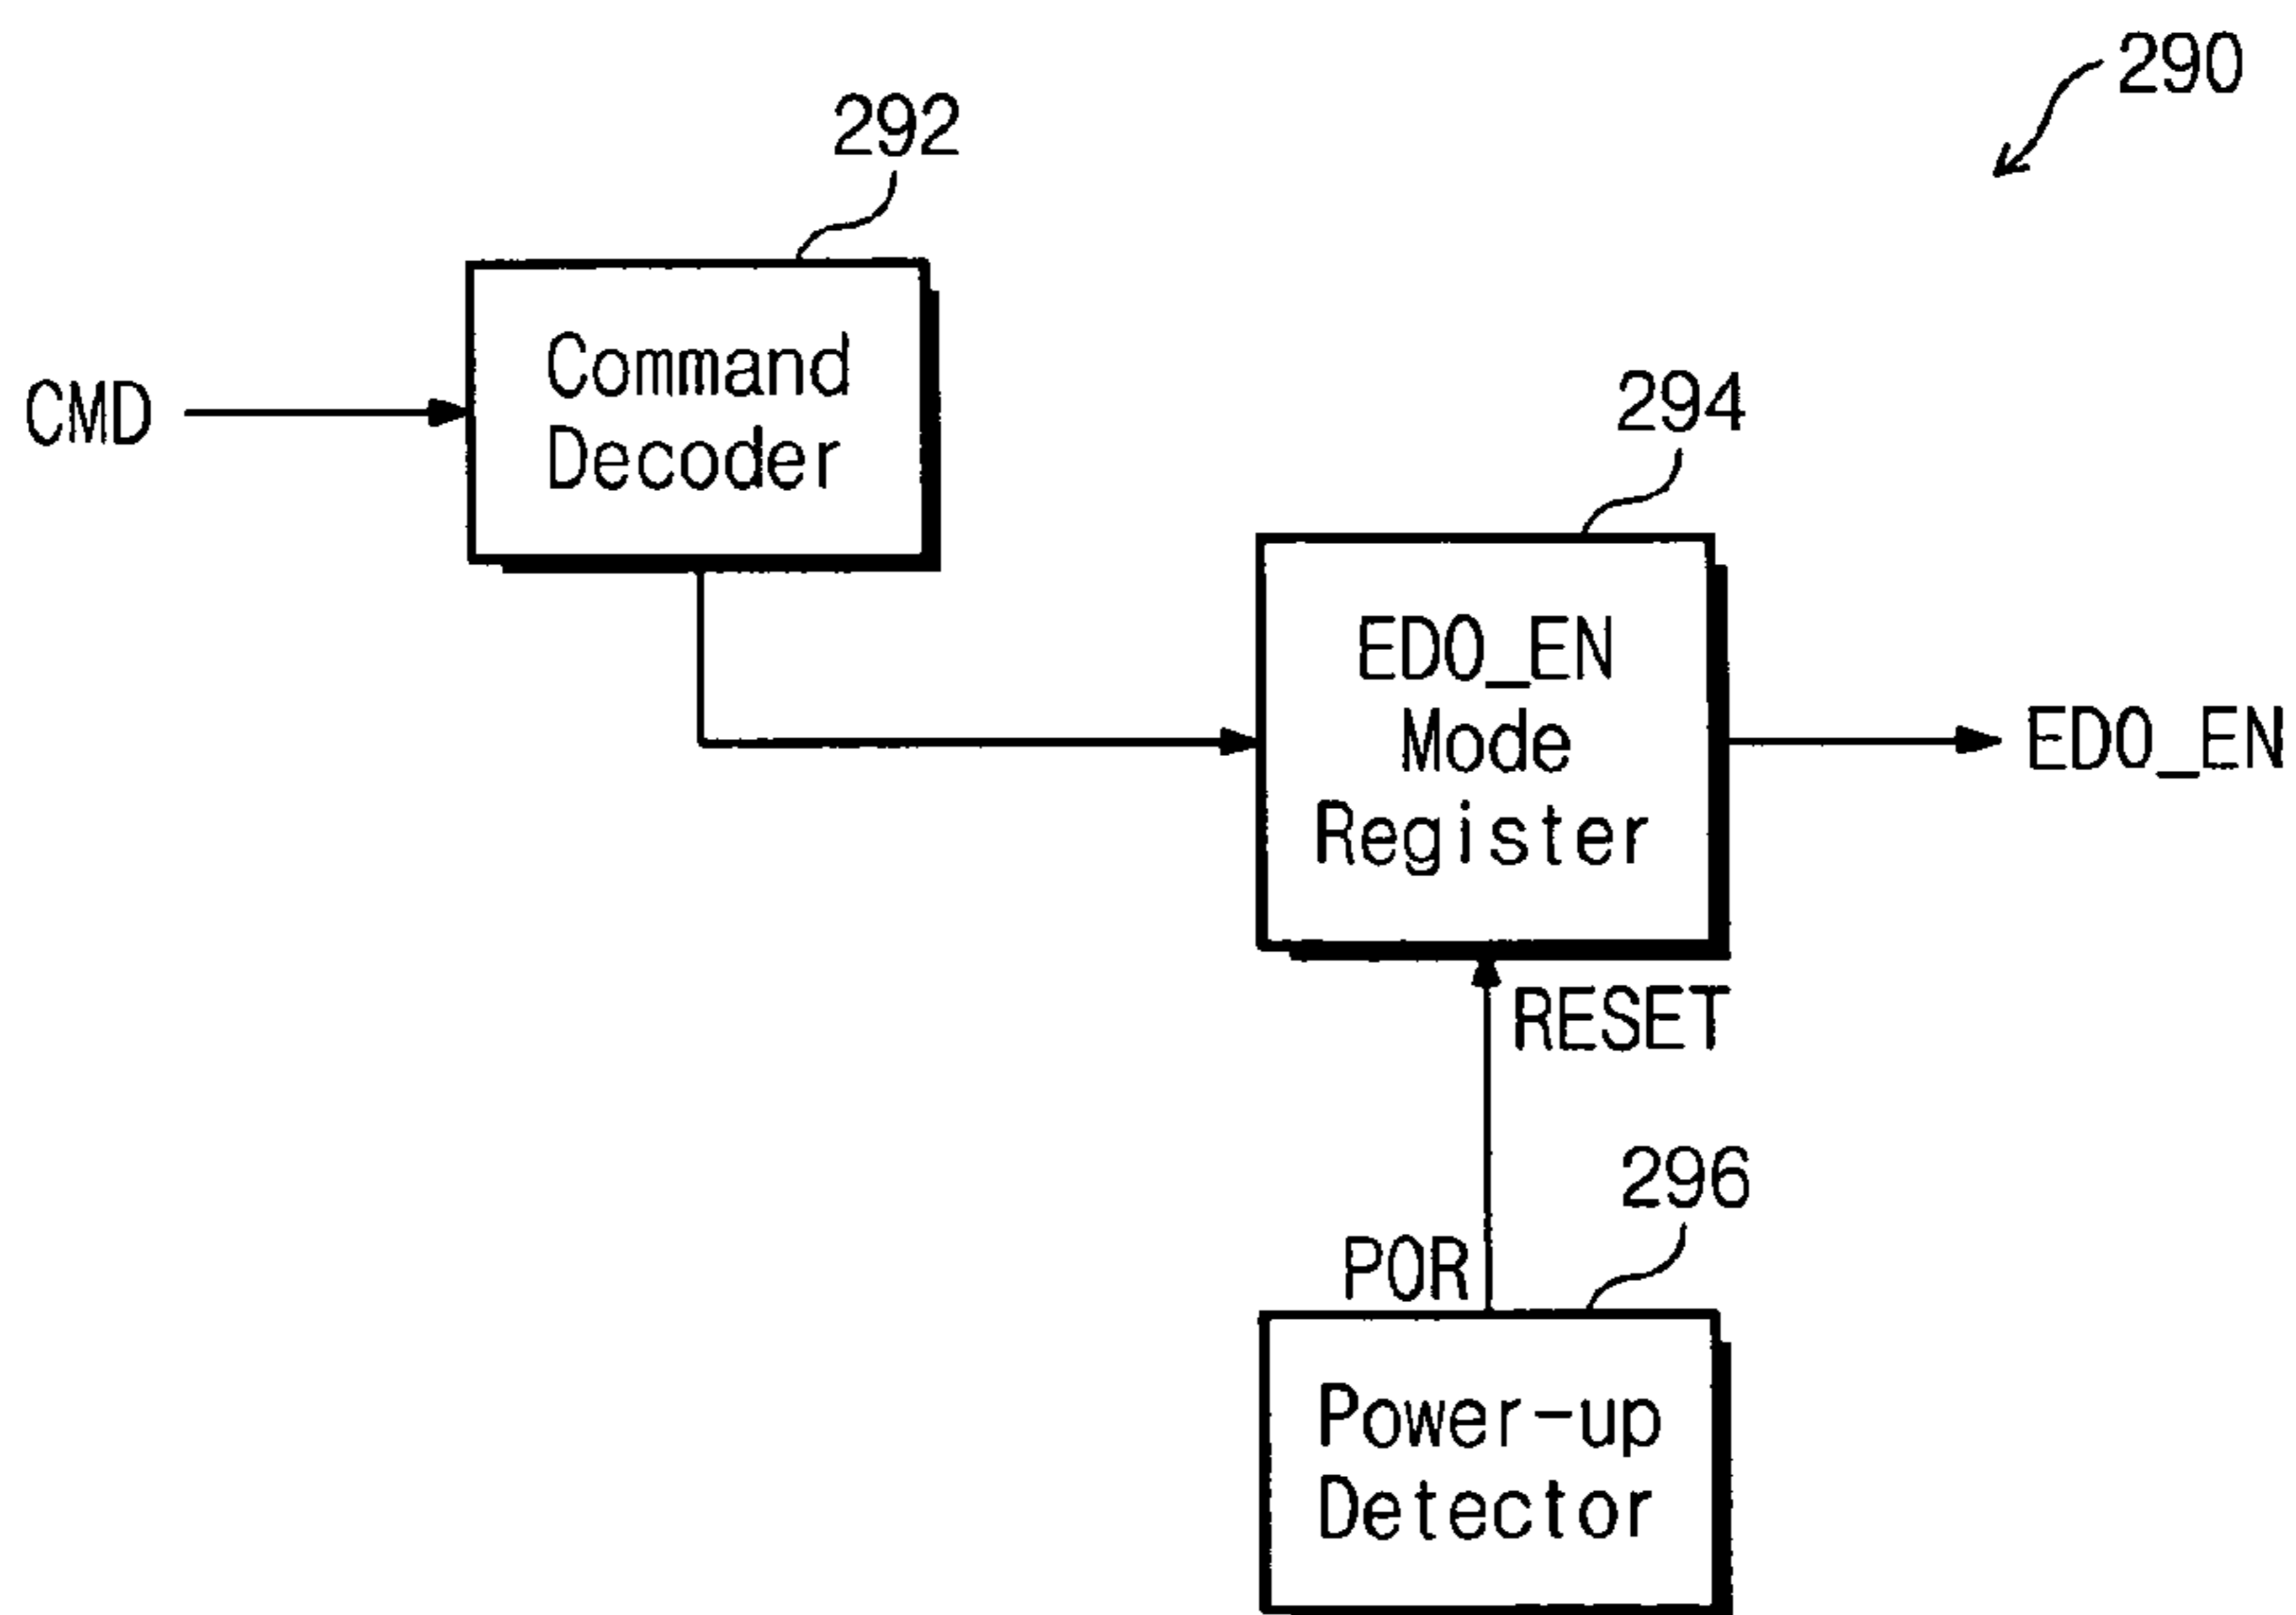 290
292
Command
Decoder
CMD
294
EDO_EN
Mode
Register
EDO_EN
RESET
296
POR
Power-up
Detector